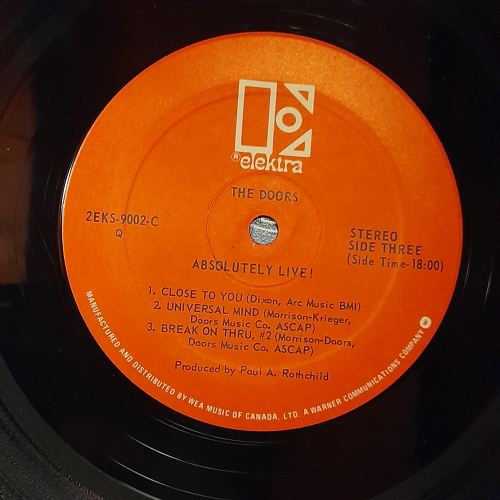 ®elektra
THE DOORS
2EKS-9002-C
Q
STEREO
SIDE THREE
(Side Time-18:00)
ABSOLUTELY LIVE!
1. CLOSE TO YOU (Dixon, Arc Music BMI)
2. UNIVERSAL MIND (Morrison-Krieger,
Doors Music Co. ASCAP)
3. BREAK ON THRU, #2 (Morrison-Doors,
Doors Music Co. ASCAP)
Produced by Paul A. Rothchild
MANUFACTURED AND DISTRIBUTED BY WEA MUSIC OF CANADA, LTD. A WARNER COMMUNICATIONS COMPANY